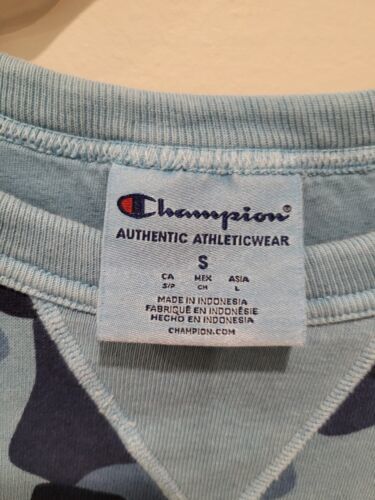 Champion®
AUTHENTIC ATHLETICWEAR
S
CA MEX ASIA
S/P CH L
MADE IN INDONESIA
FABRIQUÉ EN INDONÉSIE
HECHO EN INDONESIA
CHAMPION.COM